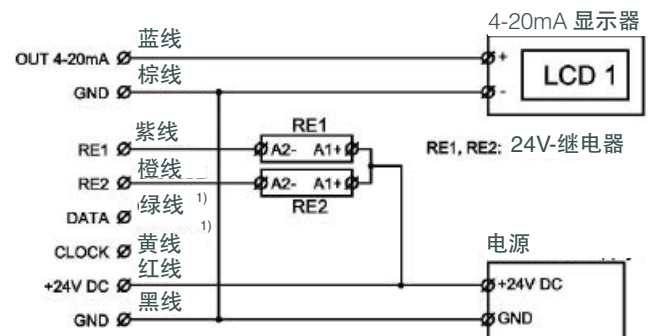 4-20mA 显示器
OUT 4-20mA 蓝线 + LCD 1
GND 棕线 -
RE1
RE1 紫线 A2- A1+ RE1, RE2: 24V-继电器
RE2 橙线 A2- A1+
RE2
DATA 绿线 1)
CLOCK 黄线 1)
电源
+24V DC 红线 +24V DC
GND 黑线 GND